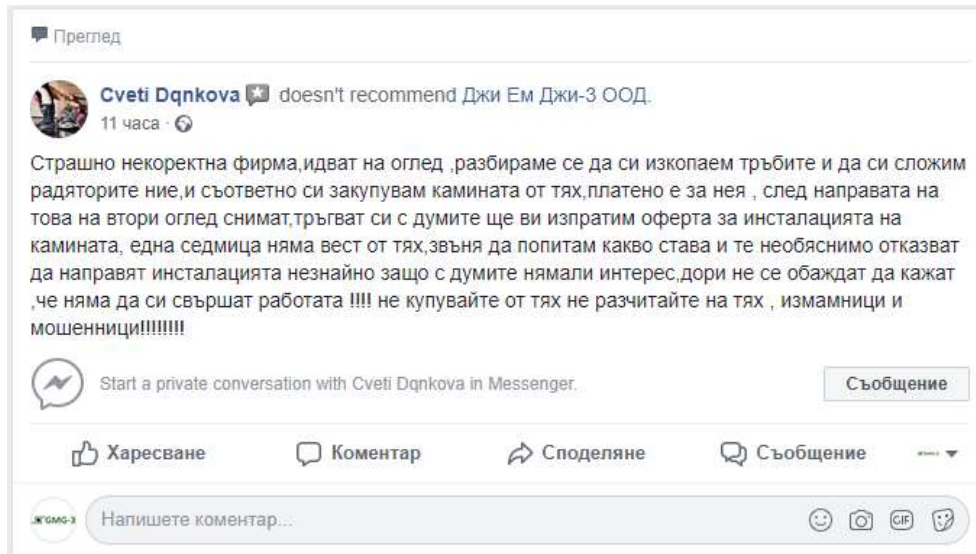 Преглед
Cveti Dqnkova doesn't recommend Джи Ем Джи-3 ООД.
11 часа ·
Страшно некоректна фирма,идват на оглед ,разбираме се да си изкопаем тръбите и да си сложим
радяторите ние,и съответно си закупувам камината от тях,платено е за нея , след направата на
това на втори оглед снимат,тръгват си с думите ще ви изпратим оферта за инсталацията на
камината, една седмица няма вест от тях,звъня да попитам какво става и те необяснимо отказват
да направят инсталацията незнайно защо с думите нямали интерес,дори не се обаждат да кажат
,че няма да си свършат работата !!!! не купувайте от тях не разчитайте на тях , измамници и
мошенници!!!!!!!!
Start a private conversation with Cveti Dqnkova in Messenger.
Съобщение
Харесване Коментар Споделяне Съобщение
GMG-3 Напишете коментар...
GIF